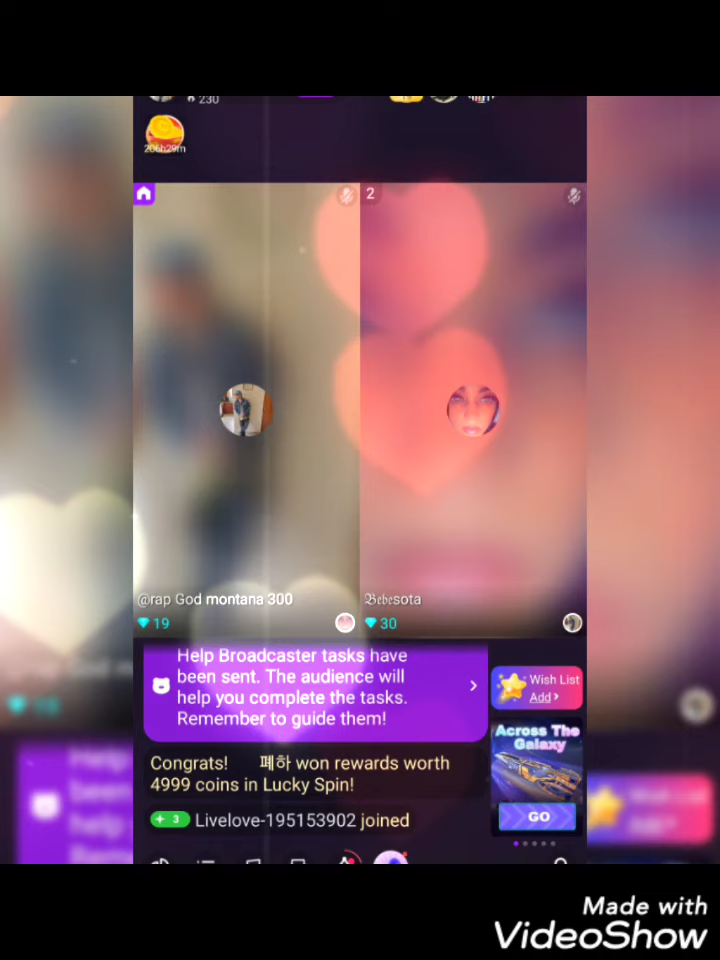 230
206h29m
2
@rap God montana 300
𝔅𝔢𝔟𝔢sota
19
30
Help Broadcaster tasks have
been sent. The audience will
help you complete the tasks.
Remember to guide them!
Wish List
Add >
Across The
Galaxy
GO
Congrats! 폐하 won rewards worth
4999 coins in Lucky Spin!
+ 3 Livelove-195153902 joined
Made with
VideoShow